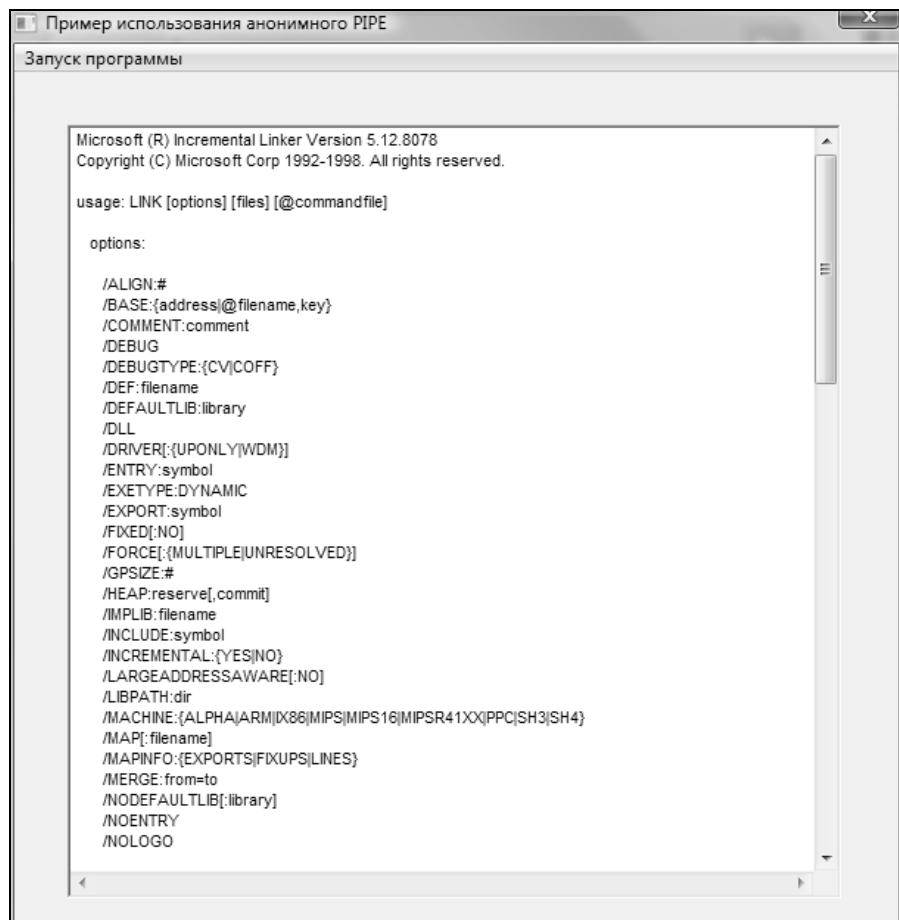 Пример использования анонимного PIPE
Запуск программы
Microsoft (R) Incremental Linker Version 5.12.8078
Copyright (C) Microsoft Corp 1992-1998. All rights reserved.
usage: LINK [options] [files] [@commandfile]
options:
/ALIGN:#
/BASE:{address|@filename,key}
/COMMENT:comment
/DEBUG
/DEBUGTYPE:{CV|COFF}
/DEF:filename
/DEFAULTLIB:library
/DLL
/DRIVER[:{UPONLY|WDM}]
/ENTRY:symbol
/EXETYPE:DYNAMIC
/EXPORT:symbol
/FIXED[:NO]
/FORCE[:{MULTIPLE|UNRESOLVED}]
/GPSIZE:#
/HEAP:reserve[,commit]
/IMPLIB:filename
/INCLUDE:symbol
/INCREMENTAL:{YES|NO}
/LARGEADDRESSAWARE[:NO]
/LIBPATH:dir
/MACHINE:{ALPHA|ARM|IX86|MIPS|MIPS16|MIPSR41XX|PPC|SH3|SH4}
/MAP[:filename]
/MAPINFO:{EXPORTS|FIXUPS|LINES}
/MERGE:from=to
/NODEFAULTLIB[:library]
/NOENTRY
/NOLOGO